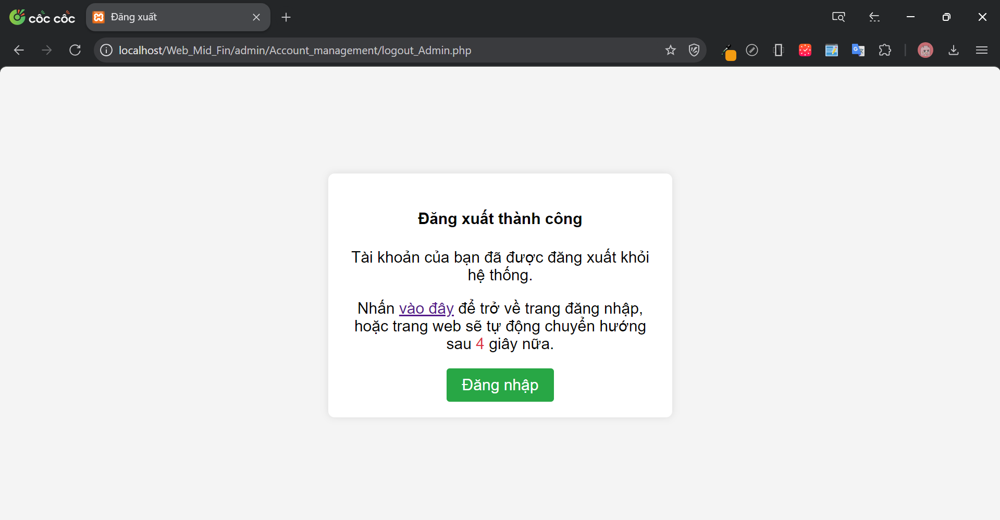 cốc cốc
Đăng xuất
localhost/Web_Mid_Fin/admin/Account_management/logout_Admin.php
Đăng xuất thành công
Tài khoản của bạn đã được đăng xuất khỏi
hệ thống.
Nhấn vào đây để trở về trang đăng nhập,
hoặc trang web sẽ tự động chuyển hướng
sau 4 giây nữa.
Đăng nhập